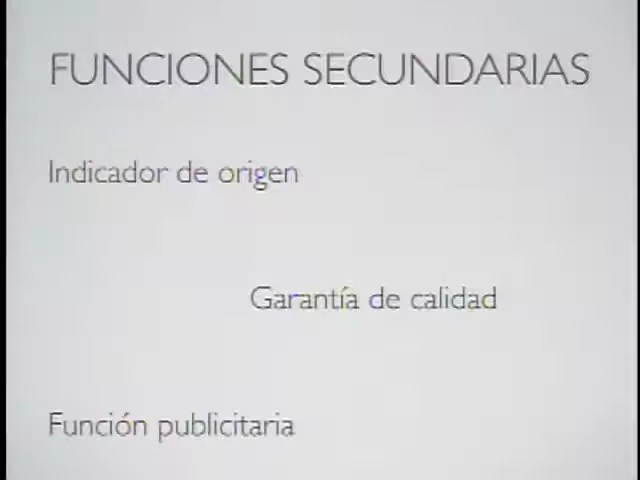 FUNCIONES SECUNDARIAS
Indicador de origen
Garantía de calidad
Función publicitaria